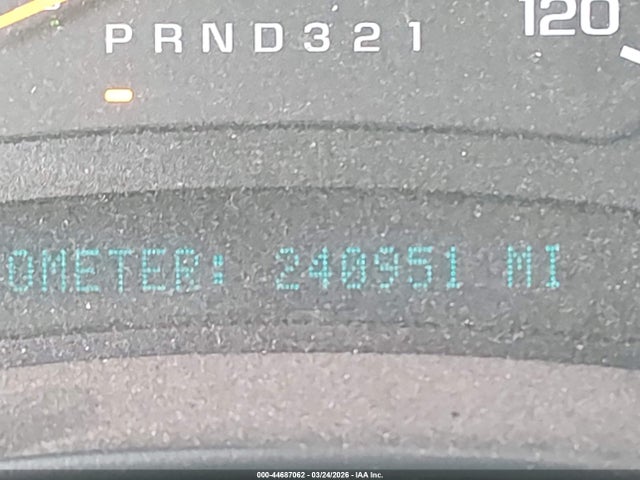 120
PRND321
OMETER: 240951 MI
000-44687062 - 03/24/2026 - IAA Inc.